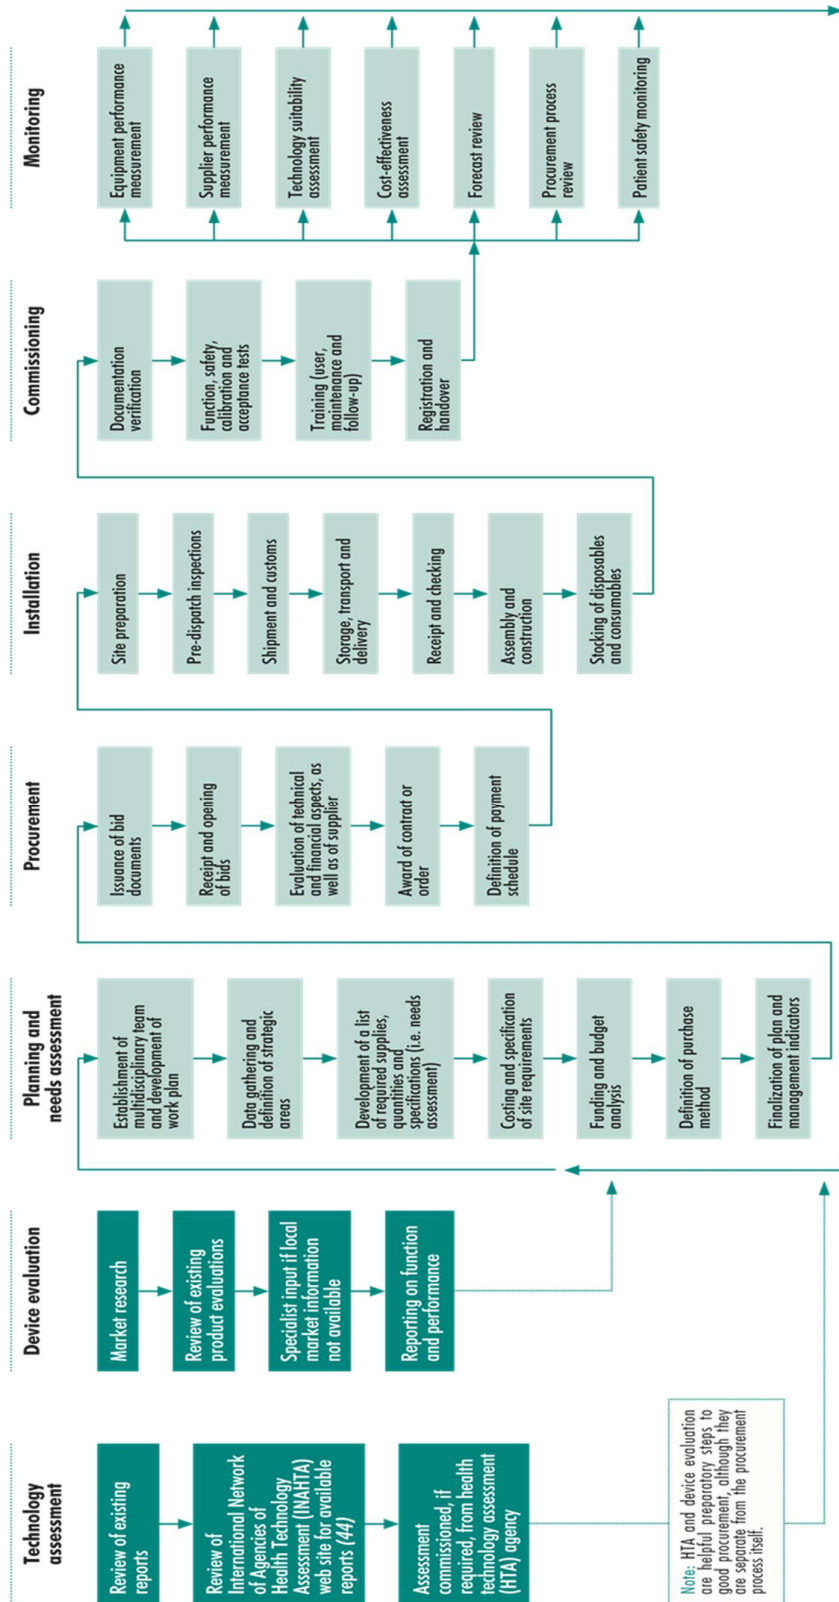 Technology
assessment
Review of existing
reports
Review of
International Network
of Agencies of
Health Technology
Assessment (INAHTA)
web site for available
reports (44)
Assessment
commissioned, if
required, from health
technology assessment
(HTA) agency
Note: HTA and device evaluation
are helpful preparatory steps to
good procurement, although they
are separate from the procurement
process itself.
Device evaluation
Market research
Review of existing
product evaluations
Specialist input if local
market information
not available
Reporting on function
and performance
Planning and
needs assessment
Establishment of
multidisciplinary team
and development of
work plan
Data gathering and
definition of strategic
areas
Development of a list
of required supplies,
quantities and
specifications (i.e. needs
assessment)
Costing and specification
of site requirements
Funding and budget
analysis
Definition of purchase
method
Finalization of plan and
management indicators
Procurement
Issuance of bid
documents
Receipt and opening
of bids
Evaluation of technical
and financial aspects, as
well as of supplier
Award of contract or
order
Definition of payment
schedule
Installation
Site preparation
Pre-dispatch inspections
Shipment and customs
Storage, transport and
delivery
Receipt and checking
Assembly and
construction
Stocking of disposables
and consumables
Commissioning
Documentation
verification
Function, safety,
calibration and
acceptance tests
Training (user,
maintenance and
follow-up)
Registration and
handover
Monitoring
Equipment performance
measurement
Supplier performance
measurement
Technology suitability
assessment
Cost-effectiveness
assessment
Forecast review
Procurement process
review
Patient safety monitoring